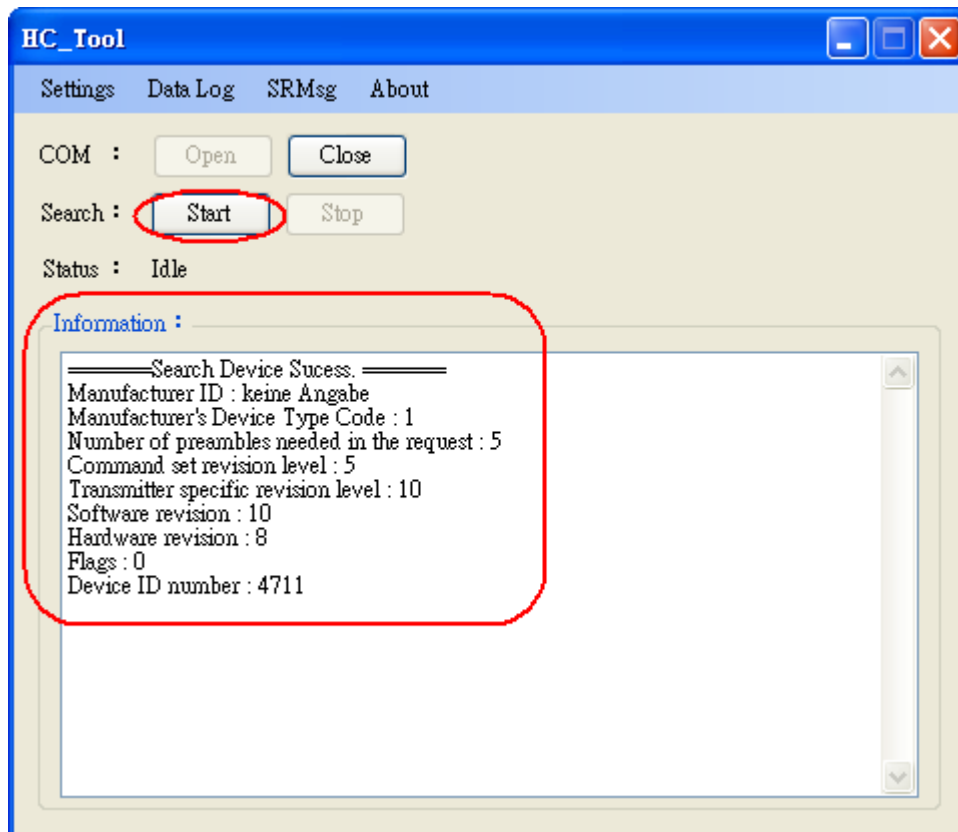 HC_Tool
Settings Data Log SRMsg About
COM : Open Close
Search : Start Stop
Status : Idle
Information :
══════Search Device Sucess. ══════
Manufacturer ID : keine Angabe
Manufacturer's Device Type Code : 1
Number of preambles needed in the request : 5
Command set revision level : 5
Transmitter specific revision level : 10
Software revision : 10
Hardware revision : 8
Flags : 0
Device ID number : 4711